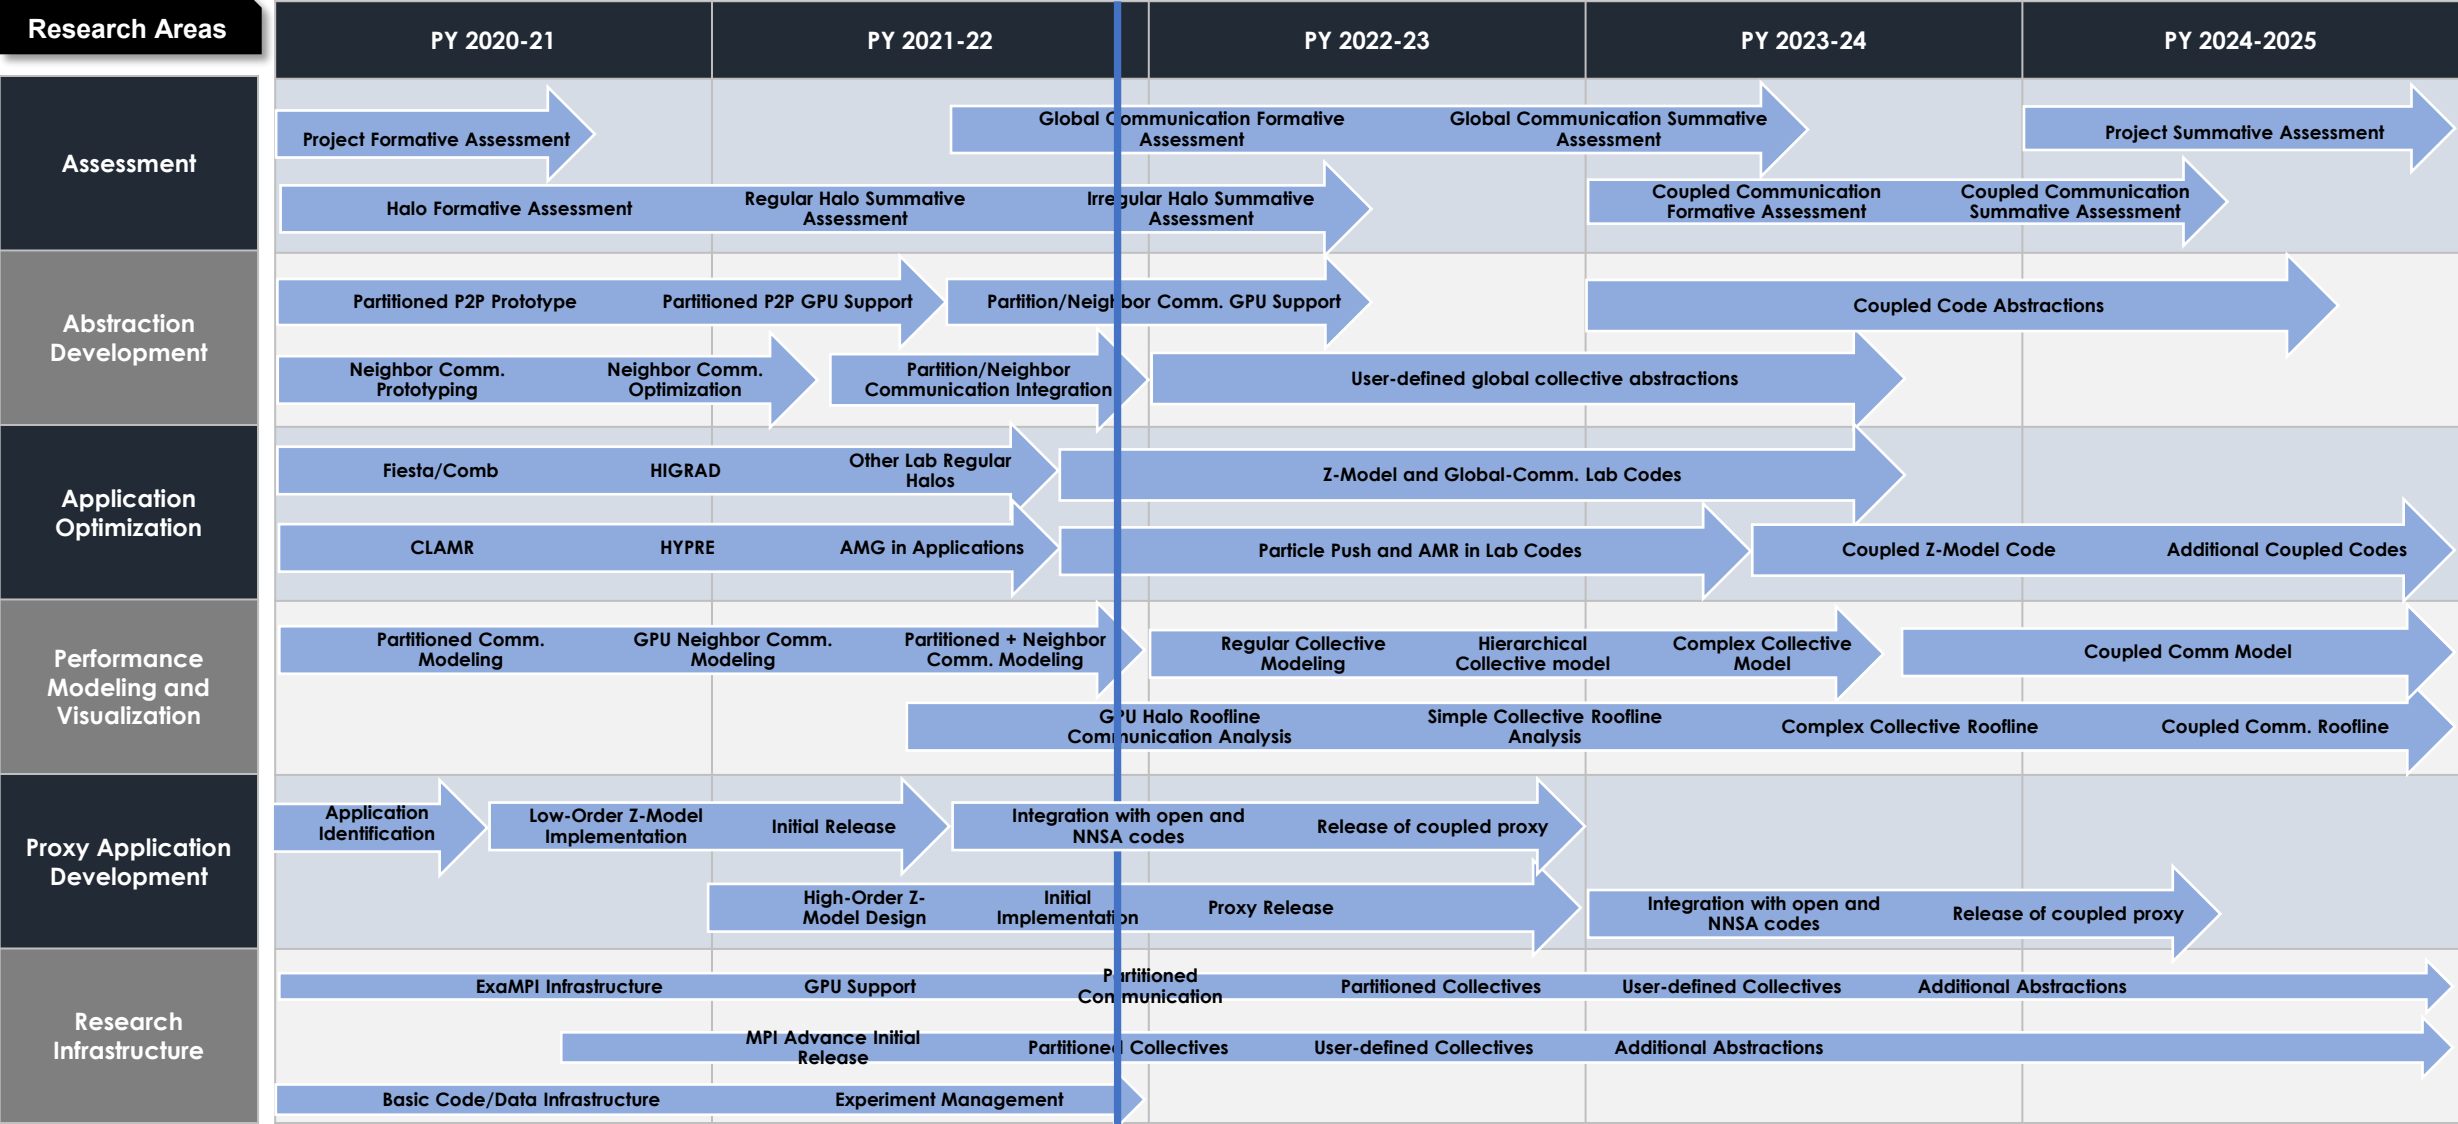 Research Areas
PY 2020-21
PY 2021-22
PY 2022-23
PY 2023-24
PY 2024-2025
Assessment
Project Formative Assessment
Global Communication Formative
Assessment
Global Communication Summative
Assessment
Project Summative Assessment
Halo Formative Assessment
Regular Halo Summative
Assessment
Irregular Halo Summative
Assessment
Coupled Communication
Formative Assessment
Coupled Communication
Summative Assessment
Abstraction
Development
Partitioned P2P Prototype
Partitioned P2P GPU Support
Partition/Neighbor Comm. GPU Support
Coupled Code Abstractions
Neighbor Comm.
Prototyping
Neighbor Comm.
Optimization
Partition/Neighbor
Communication Integration
User-defined global collective abstractions
Application
Optimization
Fiesta/Comb
HIGRAD
Other Lab Regular
Halos
Z-Model and Global-Comm. Lab Codes
CLAMR
HYPRE
AMG in Applications
Particle Push and AMR in Lab Codes
Coupled Z-Model Code
Additional Coupled Codes
Performance
Modeling and
Visualization
Partitioned Comm.
Modeling
GPU Neighbor Comm.
Modeling
Partitioned + Neighbor
Comm. Modeling
Regular Collective
Modeling
Hierarchical
Collective model
Complex Collective
Model
Coupled Comm Model
GPU Halo Roofline
Communication Analysis
Simple Collective Roofline
Analysis
Complex Collective Roofline
Coupled Comm. Roofline
Proxy Application
Development
Application
Identification
Low-Order Z-Model
Implementation
Initial Release
Integration with open and
NNSA codes
Release of coupled proxy
High-Order Z-
Model Design
Initial
Implementation
Proxy Release
Integration with open and
NNSA codes
Release of coupled proxy
Research
Infrastructure
ExaMPI Infrastructure
GPU Support
Partitioned
Communication
Partitioned Collectives
User-defined Collectives
Additional Abstractions
MPI Advance Initial
Release
Partitioned Collectives
User-defined Collectives
Additional Abstractions
Basic Code/Data Infrastructure
Experiment Management